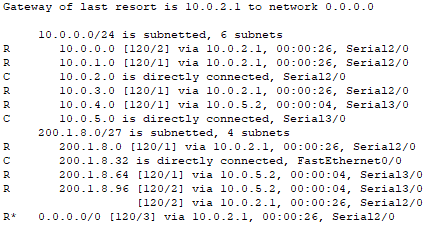 Gateway of last resort is 10.0.2.1 to network 0.0.0.0

     10.0.0.0/24 is subnetted, 6 subnets
R       10.0.0.0 [120/2] via 10.0.2.1, 00:00:26, Serial2/0
R       10.0.1.0 [120/1] via 10.0.2.1, 00:00:26, Serial2/0
C       10.0.2.0 is directly connected, Serial2/0
R       10.0.3.0 [120/1] via 10.0.2.1, 00:00:26, Serial2/0
R       10.0.4.0 [120/1] via 10.0.5.2, 00:00:04, Serial3/0
C       10.0.5.0 is directly connected, Serial3/0
     200.1.8.0/27 is subnetted, 4 subnets
R       200.1.8.0 [120/1] via 10.0.2.1, 00:00:26, Serial2/0
C       200.1.8.32 is directly connected, FastEthernet0/0
R       200.1.8.64 [120/1] via 10.0.5.2, 00:00:04, Serial3/0
R       200.1.8.96 [120/2] via 10.0.5.2, 00:00:04, Serial3/0
                   [120/2] via 10.0.2.1, 00:00:26, Serial2/0
R*   0.0.0.0/0 [120/3] via 10.0.2.1, 00:00:26, Serial2/0